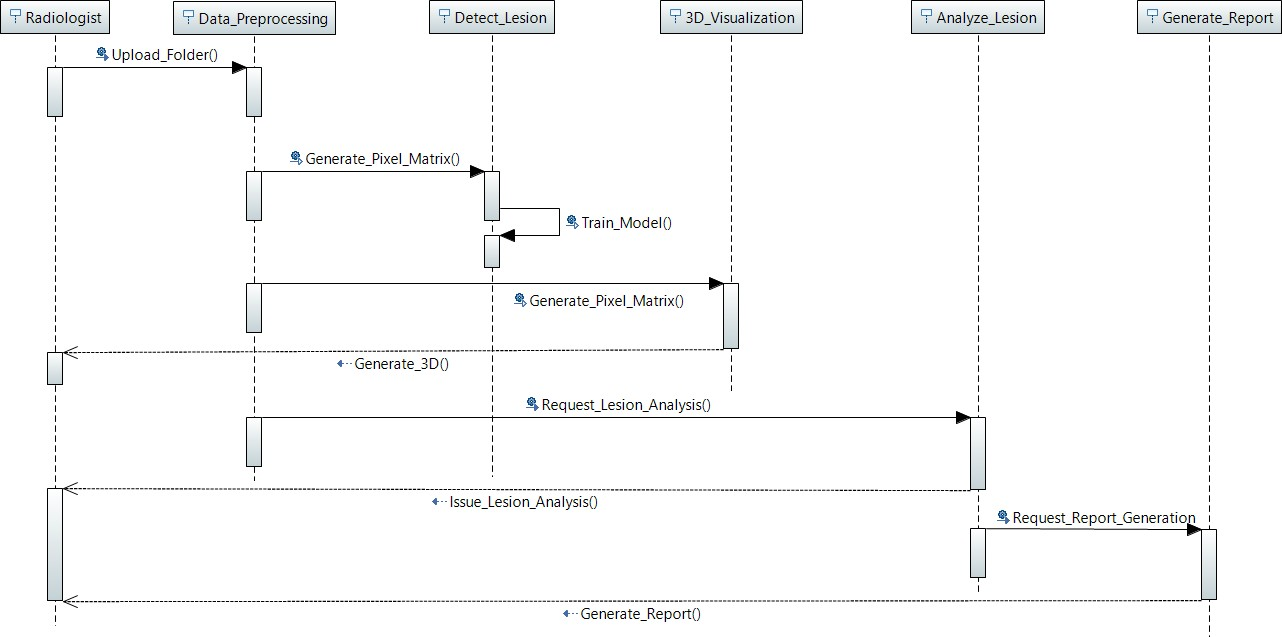 Radiologist
Data_Preprocessing
Detect_Lesion
3D_Visualization
Analyze_Lesion
Generate_Report
Upload_Folder()
Generate_Pixel_Matrix()
Train_Model()
Generate_Pixel_Matrix()
Generate_3D()
Request_Lesion_Analysis()
Issue_Lesion_Analysis()
Request_Report_Generation
Generate_Report()